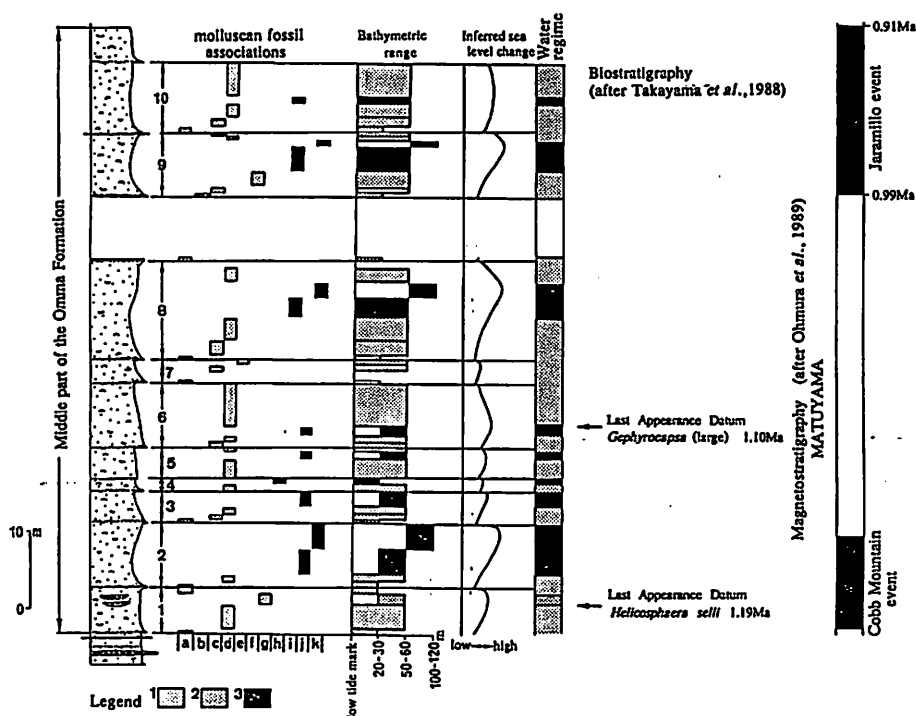 molluscan fossil
associations
Bathymetric
range
Inferred sea
level change
Water
regime
Biostratigraphy
(after Takayama et al., 1988)
0.91Ma
Jaramillo event
0.99Ma
Magnetostratigraphy (after Ohmura et al., 1989)
MATUYAMA
Cobb Mountain
event
Middle part of the Omma Formation
10
9
8
7
6
5
4
3
2
1
Last Appearance Datum
Gephyrocapsa (large) 1.10Ma
Last Appearance Datum
Helicosphaera sellii 1.19Ma
10 m
0
a b c d e f g h i j k
low tide mark
20-30
50-60
100-120
m
low high
Legend 1 2 3